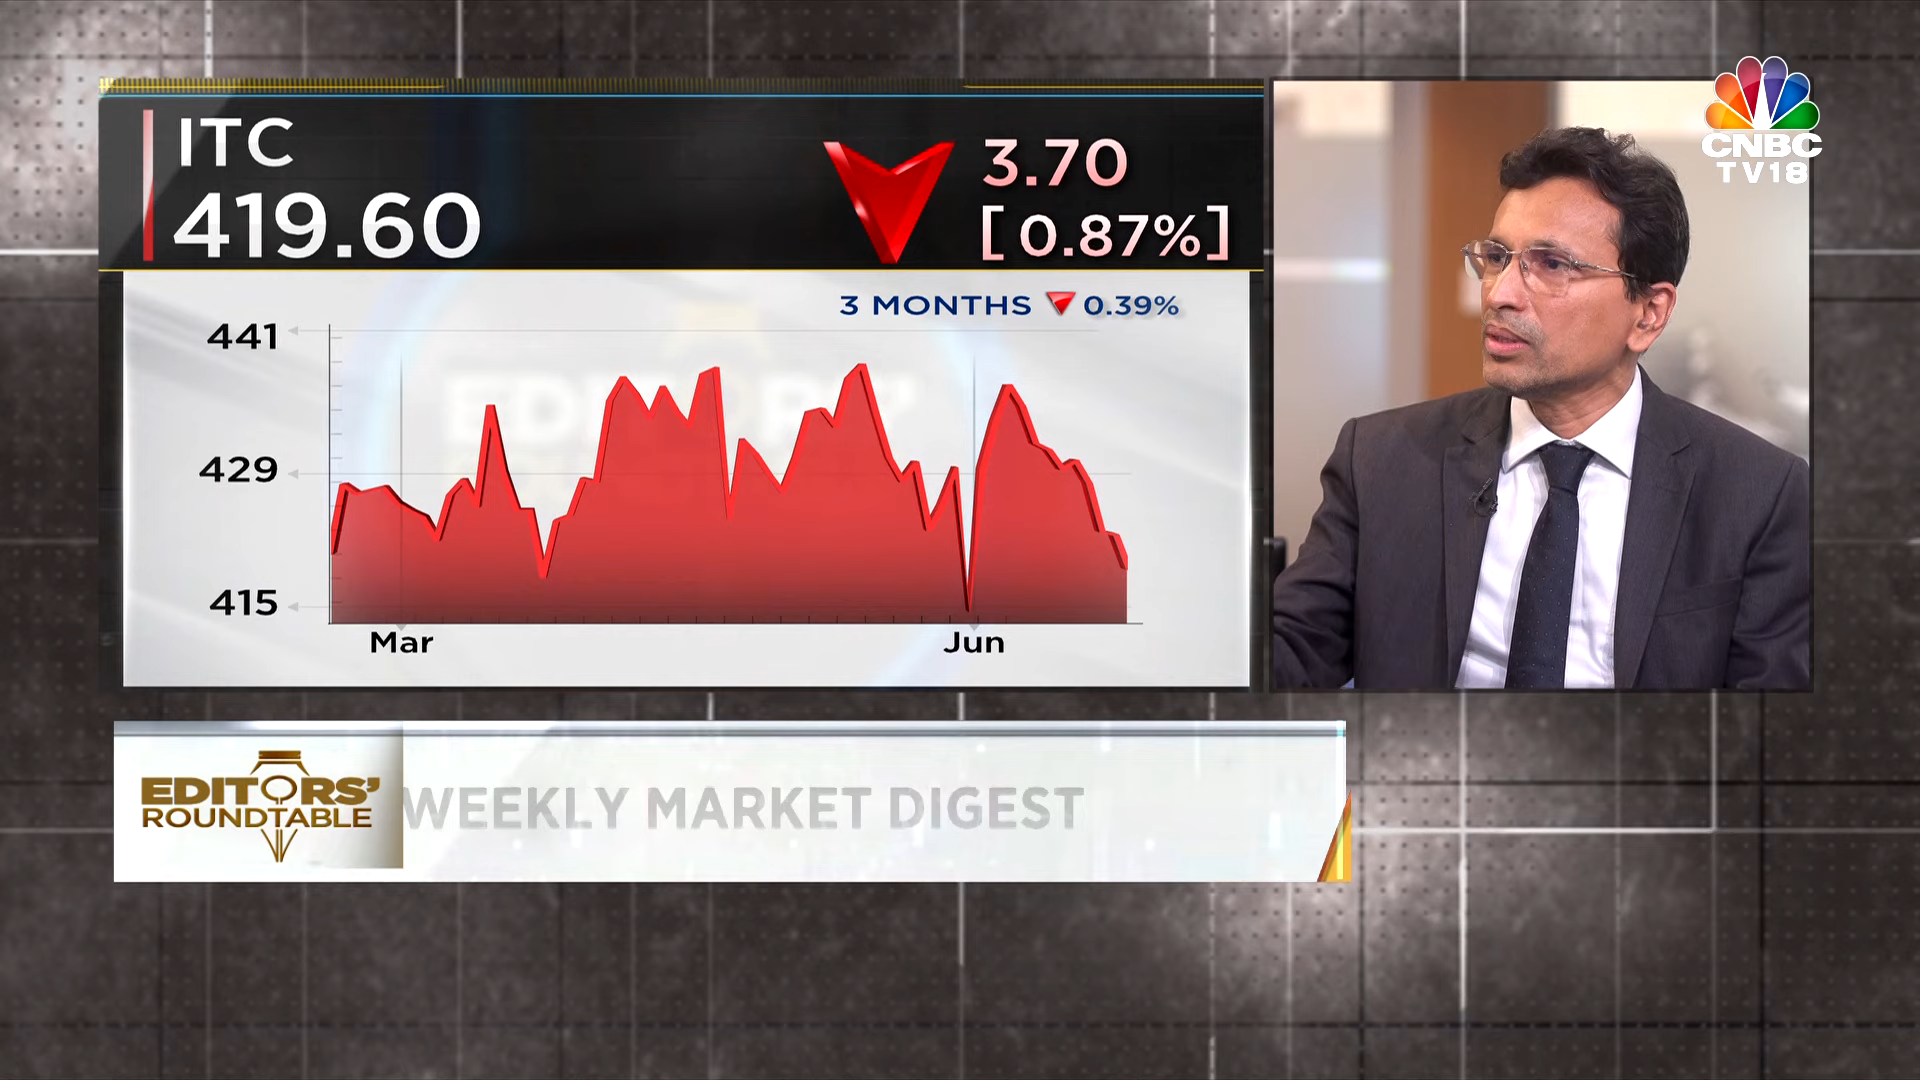 ITC
419.60
3.70
[ 0.87%]
3 MONTHS 0.39%
441
429
415
Mar
Jun
CNBC
TV18
EDITORS'
ROUNDTABLE
WEEKLY MARKET DIGEST